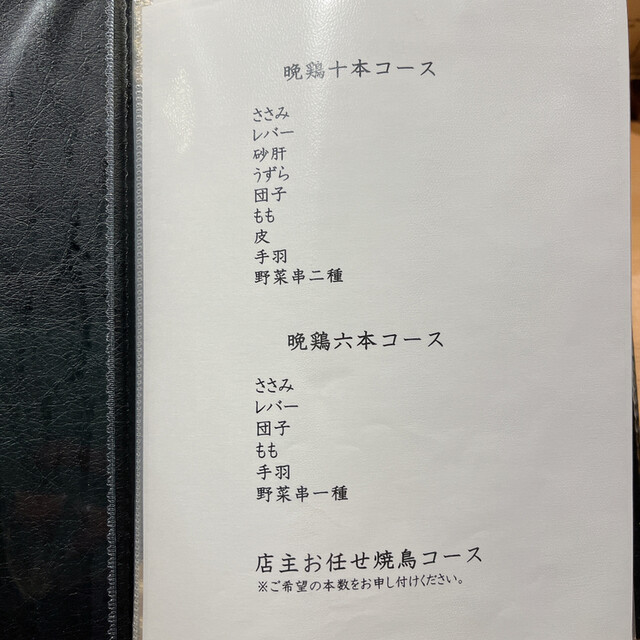 晩鶏十本コース
ささみ
レバー
砂肝
うずら
団子
もも
皮
手羽
野菜串二種
晩鶏六本コース
ささみ
レバー
団子
もも
手羽
野菜串一種
店主お任せ焼鳥コース
※ご希望の本数をお申し付けください。